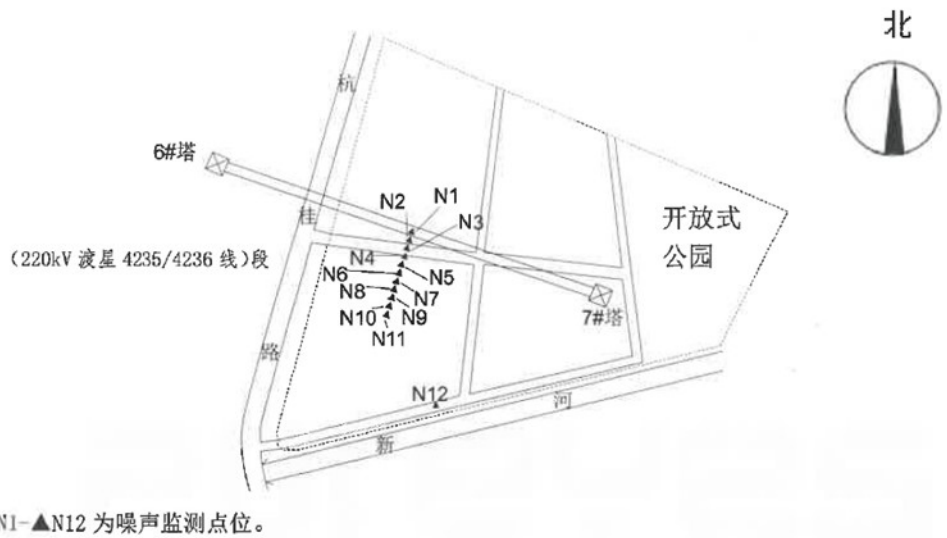 北
杭
6#塔
N2
N1
桂
N3
开放式
公园
N4
(220kV 渡星 4235/4236 线)段
N6
N5
N8
N7
N10
N9
7#塔
N11
路
N12
河
新
N1-▲N12 为噪声监测点位。